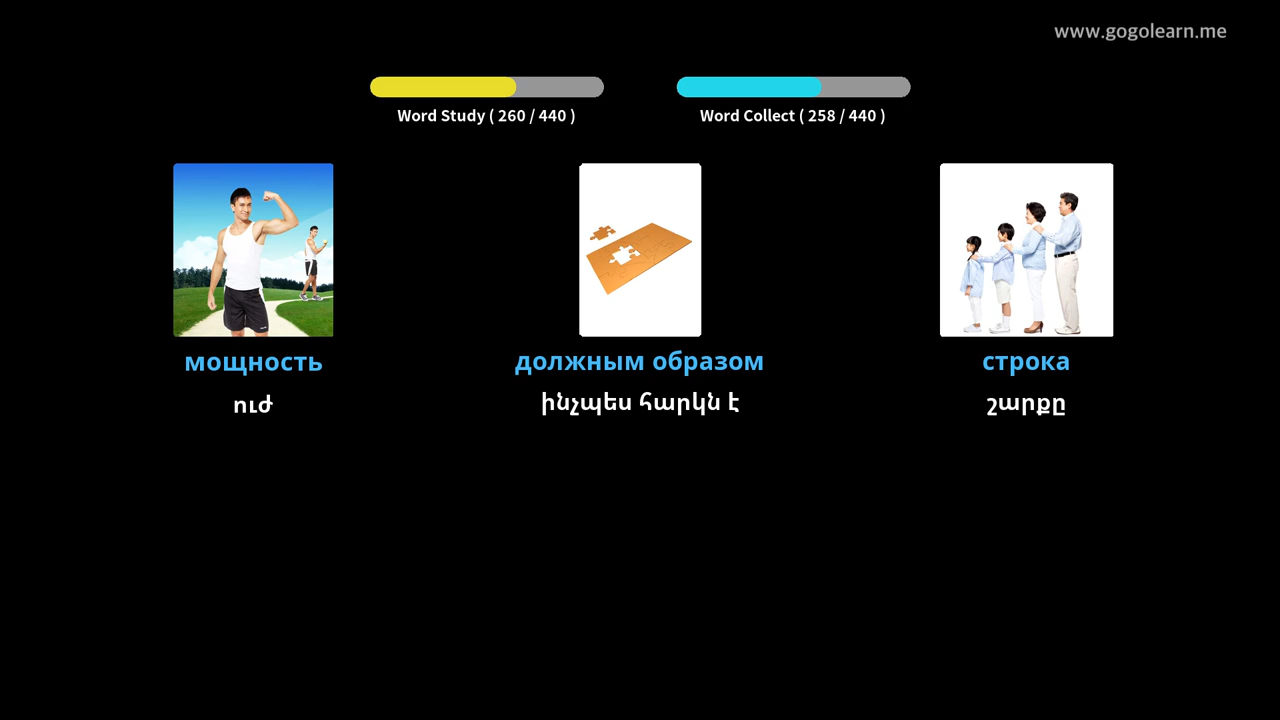 www.gogolearn.me
Word Study ( 260 / 440 )
Word Collect ( 258 / 440 )
мощность
должным образом
строка
ուժ
ինչպես հարկն է
շարքը